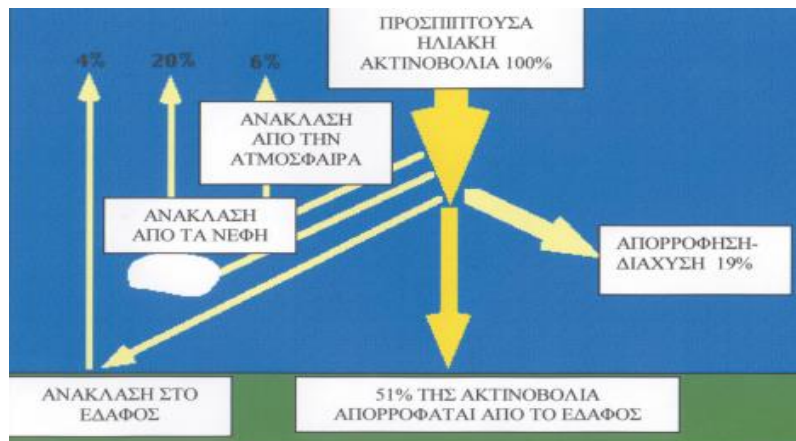 ΠΡΟΣΠΙΠΤΟΥΣΑ
ΗΛΙΑΚΗ
ΑΚΤΙΝΟΒΟΛΙΑ 100%
4% 20% 6%
ΑΝΑΚΛΑΣΗ
ΑΠΟ ΤΗΝ
ΑΤΜΟΣΦΑΙΡΑ
ΑΝΑΚΛΑΣΗ
ΑΠΟ ΤΑ ΝΕΦΗ
ΑΠΟΡΡΟΦΗΣΗ-
ΔΙΑΧΥΣΗ 19%
ΑΝΑΚΛΑΣΗ ΣΤΟ
ΕΔΑΦΟΣ
51% ΤΗΣ ΑΚΤΙΝΟΒΟΛΙΑ
ΑΠΟΡΡΟΦΑΤΑΙ ΑΠΟ ΤΟ ΕΔΑΦΟΣ